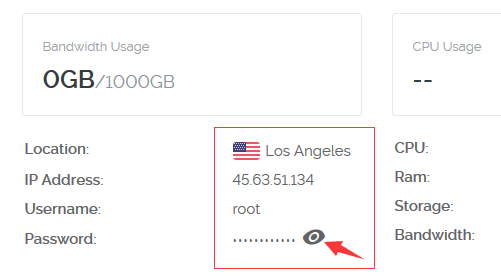 Bandwidth Usage
0GB/1000GB
CPU Usage
--
Location: Los Angeles
IP Address: 45.63.51.134
Username: root
Password: ············
CPU:
Ram:
Storage:
Bandwidth: